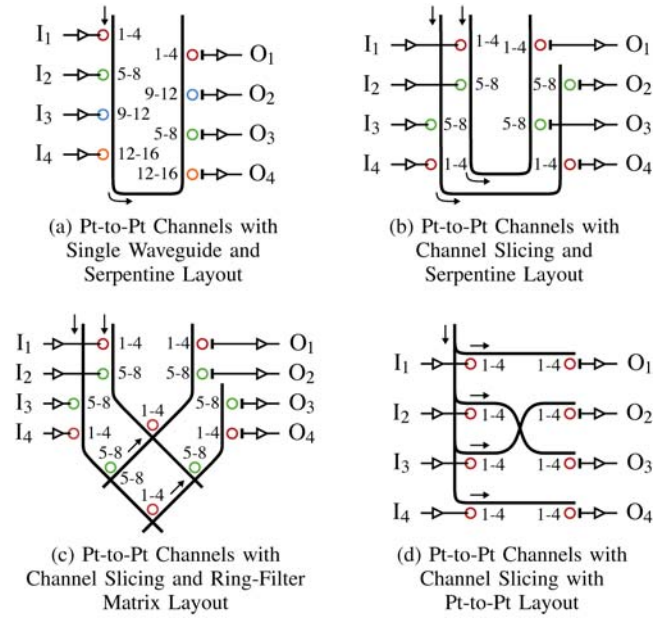 I1 1-4 1-4 O1
I2 5-8 9-12 O2
I3 9-12 5-8 O3
I4 12-16 12-16 O4
(a) Pt-to-Pt Channels with
Single Waveguide and
Serpentine Layout
I1 1-4 1-4 O1
I2 5-8 5-8 O2
I3 5-8 5-8 O3
I4 1-4 1-4 O4
(b) Pt-to-Pt Channels with
Channel Slicing and
Serpentine Layout
I1 1-4 1-4 O1
I2 5-8 5-8 O2
I3 5-8 5-8 O3
I4 1-4 1-4 1-4 O4
5-8 5-8
5-8
1-4
(c) Pt-to-Pt Channels with
Channel Slicing and Ring-Filter
Matrix Layout
I1 1-4 1-4 O1
I2 1-4 1-4 O2
I3 1-4 1-4 O3
I4 1-4 1-4 O4
(d) Pt-to-Pt Channels with
Channel Slicing with
Pt-to-Pt Layout